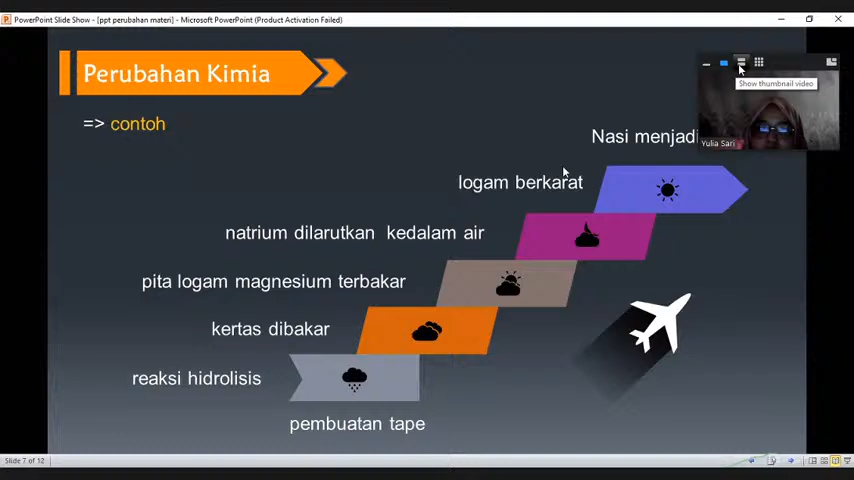 PowerPoint Slide Show - [ppt perubahan materi] - Microsoft PowerPoint (Product Activation Failed)
Perubahan Kimia
=> contoh
Show thumbnail video
Yulia Sari
Nasi menjadi
logam berkarat
natrium dilarutkan kedalam air
pita logam magnesium terbakar
kertas dibakar
reaksi hidrolisis
pembuatan tape
Slide 7 of 12